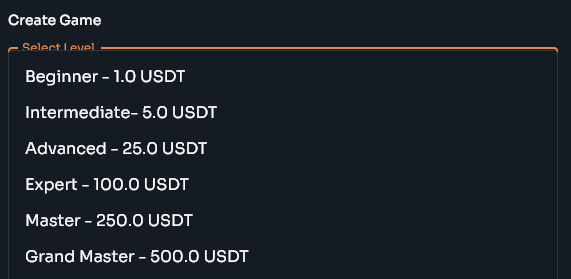 Create Game
Select Level
Beginner - 1.0 USDT
Intermediate- 5.0 USDT
Advanced - 25.0 USDT
Expert - 100.0 USDT
Master - 250.0 USDT
Grand Master - 500.0 USDT